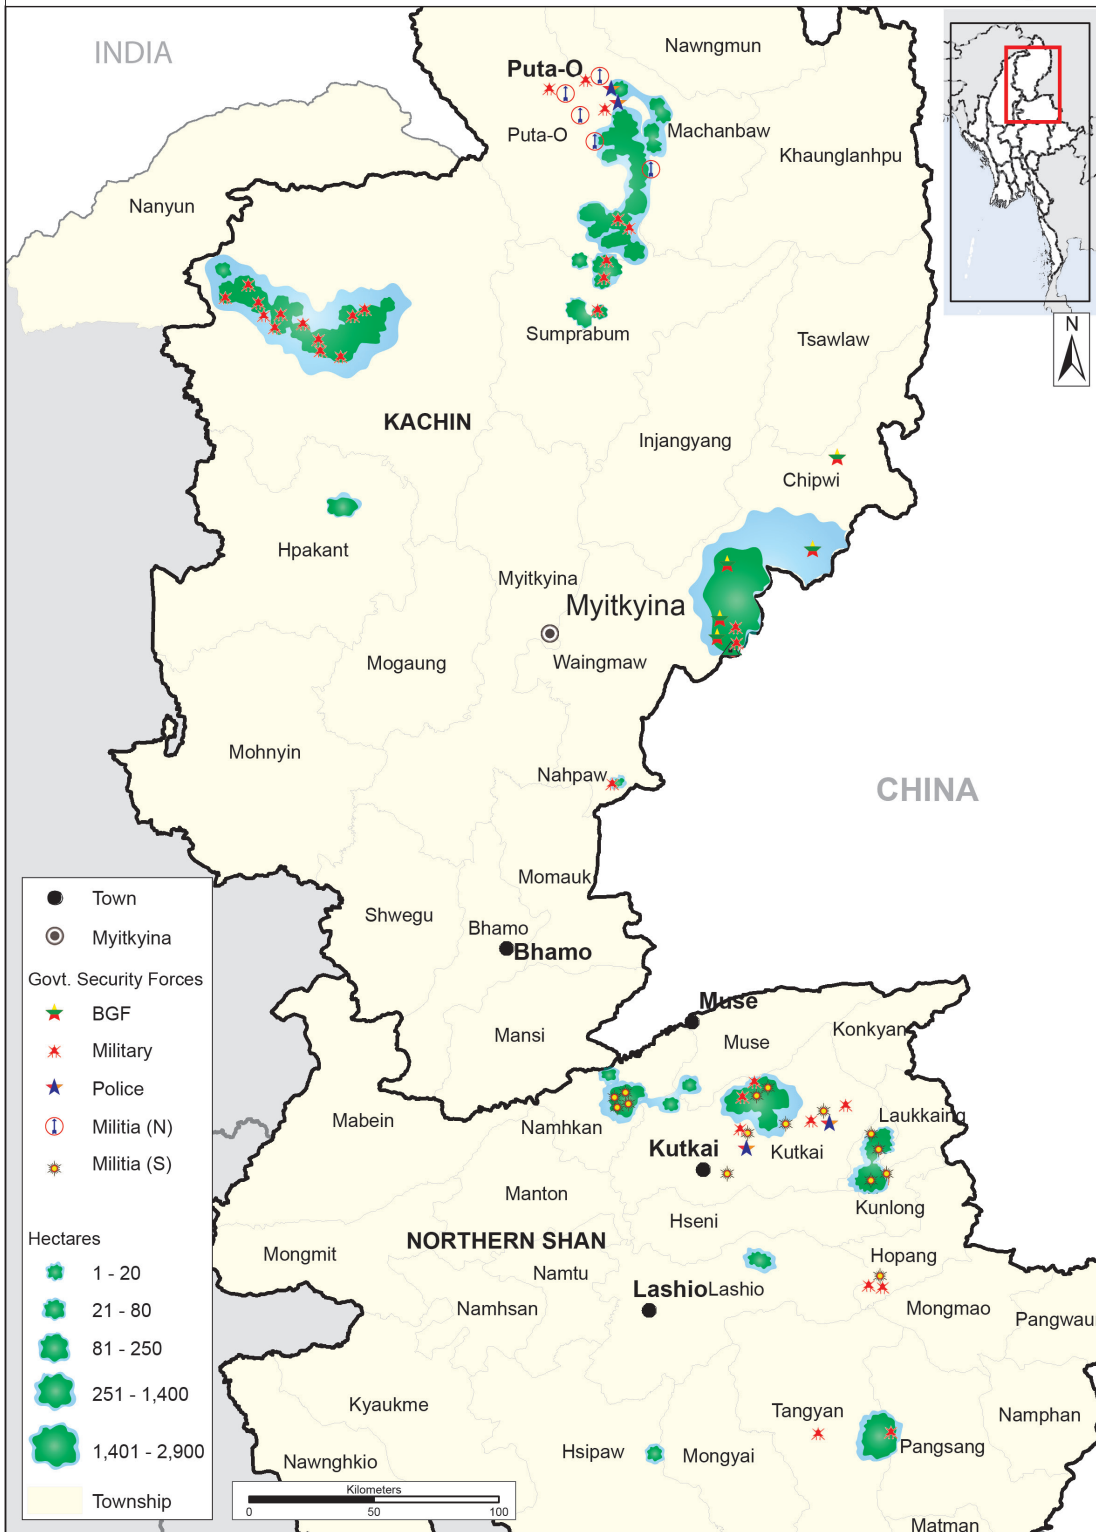 INDIA
Nawngmun
Puta-O
Puta-O
Machanbaw
Khaunglanhpu
Nanyun
N
Sumprabum
Tsawlaw
KACHIN
Injangyang
Chipwi
Hpakant
Myitkyina
Myitkyina
Mogaung
Waingmaw
Mohnyin
Nahpaw
CHINA
Momauk
Shwegu
Bhamo
Bhamo
Mansi
Muse
Muse
Konkyan
Mabein
Namhkan
Laukkaing
Kutkai
Kutkai
Manton
Kunlong
Hseni
NORTHERN SHAN
Hopang
Mongmit
Namtu
Lashio
Lashio
Namhsan
Mongmao
Pangwau
Kyaukme
Tangyan
Namphan
Hsipaw
Mongyai
Pangsang
Nawnghkio
Matman
Town
Myitkyina
Govt. Security Forces
BGF
Military
Police
Militia (N)
Militia (S)
Hectares
1 - 20
21 - 80
81 - 250
251 - 1,400
1,401 - 2,900
Township
Kilometers
0 50 100